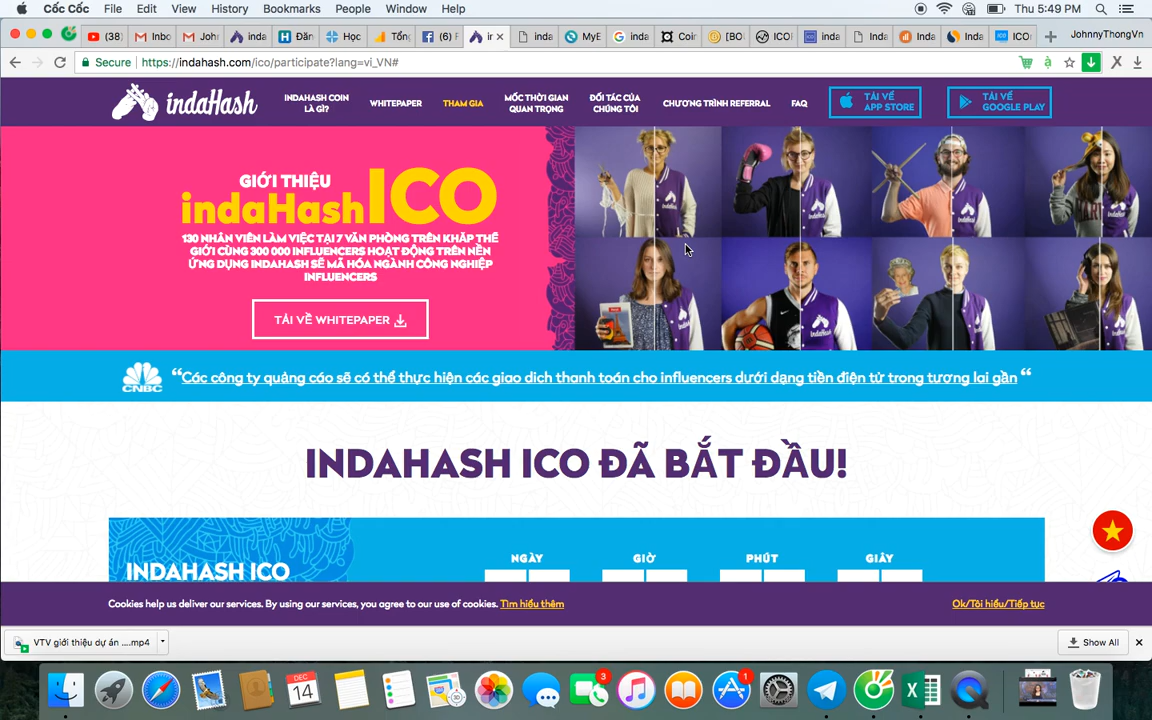 Cốc Cốc File Edit View History Bookmarks People Window Help Thu 5:49 PM
(38) Inbo John inda Đăn Học Tổn (6) F ir inda MyE inda Coir [BO ICOI inda Inda Inda Inda ICO: JohnnyThongVn
Secure https://indahash.com/ico/participate?lang=vi_VN#
indaHash
INDAHASH COIN
LÀ GÌ?
WHITEPAPER
THAM GIA
MỐC THỜI GIAN
QUAN TRỌNG
ĐỐI TÁC CỦA
CHÚNG TÔI
CHƯƠNG TRÌNH REFERRAL
FAQ
TẢI VỀ
APP STORE
TẢI VỀ
GOOGLE PLAY
GIỚI THIỆU
indaHash ICO
130 NHÂN VIÊN LÀM VIỆC TẠI 7 VĂN PHÒNG TRÊN KHẮP THẾ
GIỚI CÙNG 300 000 INFLUENCERS HOẠT ĐỘNG TRÊN NỀN
ỨNG DỤNG INDAHASH SẼ MÃ HÓA NGÀNH CÔNG NGHIỆP
INFLUENCERS
TẢI VỀ WHITEPAPER
CNBC
“Các công ty quảng cáo sẽ có thể thực hiện các giao dịch thanh toán cho influencers dưới dạng tiền điện tử trong tương lai gần“
INDAHASH ICO ĐÃ BẮT ĐẦU!
NGÀY GIỜ PHÚT GIÂY
INDAHASH ICO
Cookies help us deliver our services. By using our services, you agree to our use of cookies. Tìm hiểu thêm
Ok/Tôi hiểu/Tiếp tục
VTV giới thiệu dự án ....mp4
Show All
DEC
14
3
1